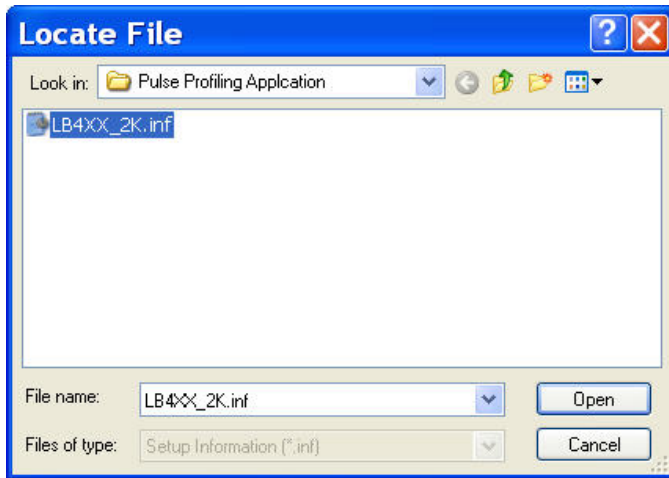 Locate File
Look in: Pulse Profiling Applcation
LB4XX_2K.inf
File name: LB4XX_2K.inf Open
Files of type: Setup Information (*.inf) Cancel